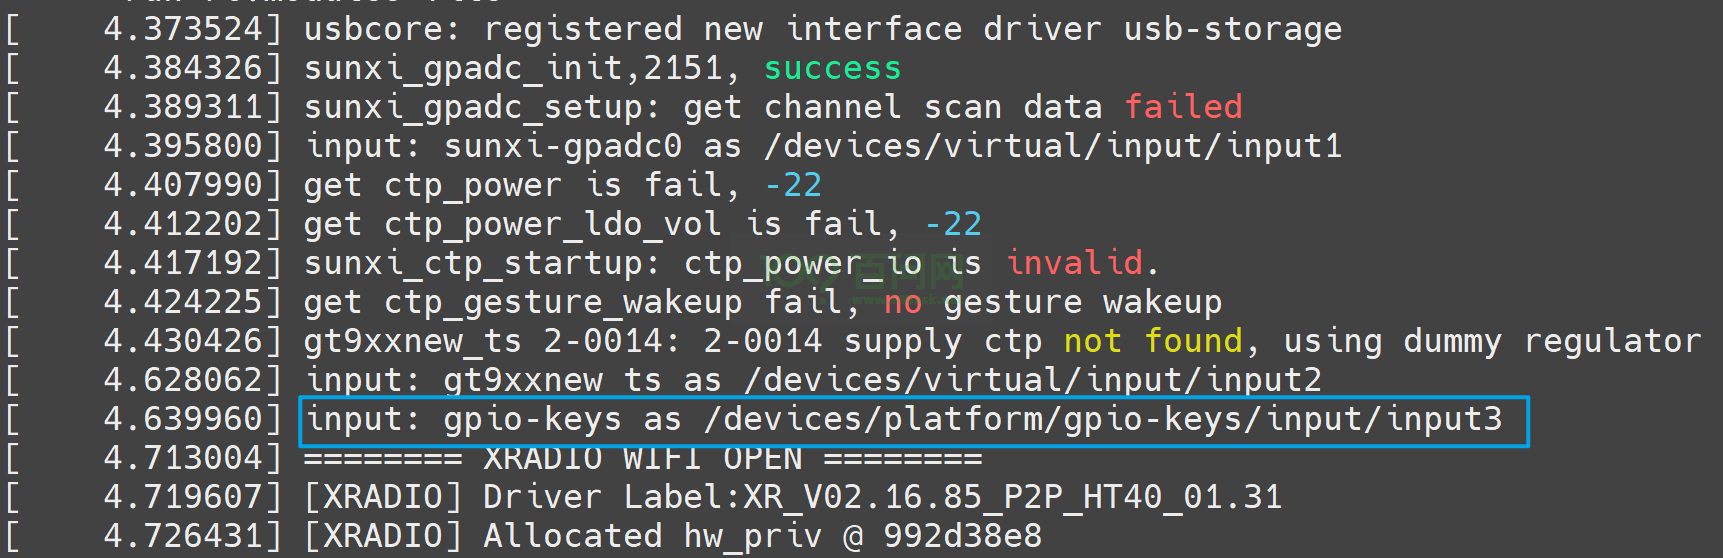 [    4.373524] usbcore: registered new interface driver usb-storage
[    4.384326] sunxi_gpadc_init,2151, success
[    4.389311] sunxi_gpadc_setup: get channel scan data failed
[    4.395800] input: sunxi-gpadc0 as /devices/virtual/input/input1
[    4.407990] get ctp_power is fail, -22
[    4.412202] get ctp_power_ldo_vol is fail, -22
[    4.417192] sunxi_ctp_startup: ctp_power_io is invalid.
百问网
[    4.424225] get ctp_gesture_wakeup fail, no gesture wakeup
[    4.430426] gt9xxnew_ts 2-0014: 2-0014 supply ctp not found, using dummy regulator
[    4.628062] input: gt9xxnew_ts as /devices/virtual/input/input2
[    4.639960] input: gpio-keys as /devices/platform/gpio-keys/input/input3
[    4.713004] ======== XRADIO WIFI OPEN ========
[    4.719607] [XRADIO] Driver Label:XR_V02.16.85_P2P_HT40_01.31
[    4.726431] [XRADIO] Allocated hw_priv @ 992d38e8